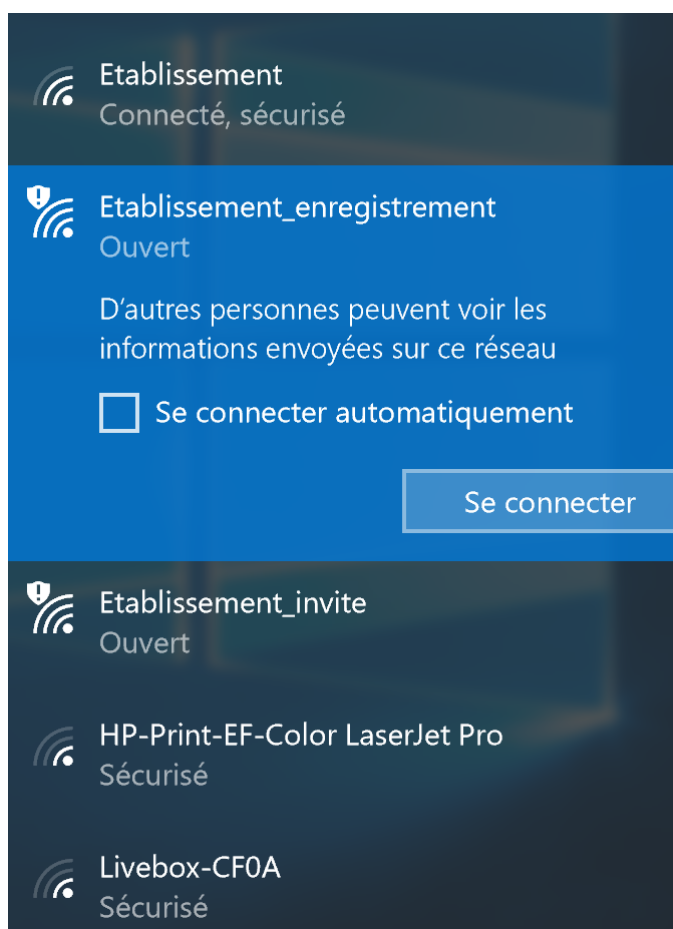 Etablissement
Connecté, sécurisé
Etablissement_enregistrement
Ouvert
D'autres personnes peuvent voir les
informations envoyées sur ce réseau
Se connecter automatiquement
Se connecter
Etablissement_invite
Ouvert
HP-Print-EF-Color LaserJet Pro
Sécurisé
Livebox-CF0A
Sécurisé